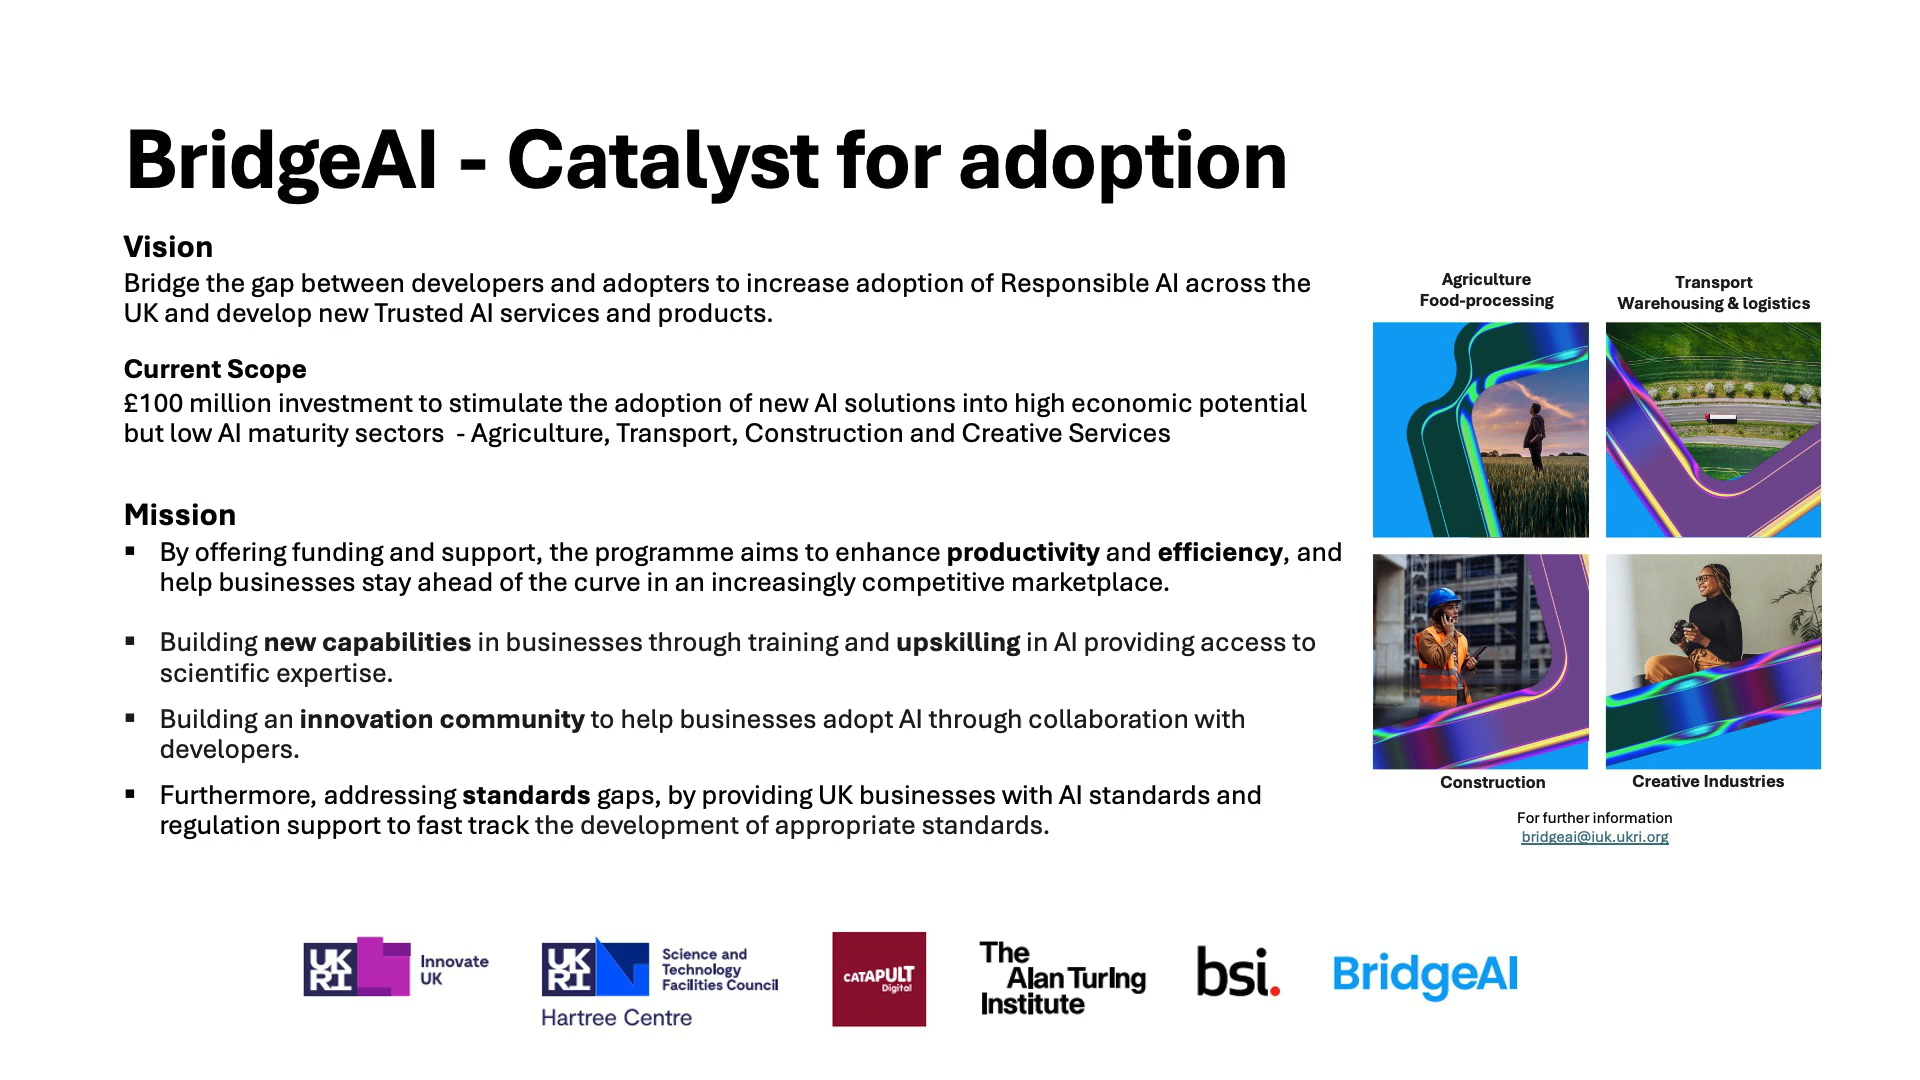 BridgeAI - Catalyst for adoption
Vision
Bridge the gap between developers and adopters to increase adoption of Responsible AI across the
UK and develop new Trusted AI services and products.
Current Scope
£100 million investment to stimulate the adoption of new AI solutions into high economic potential
but low AI maturity sectors  - Agriculture, Transport, Construction and Creative Services
Mission
▪ By offering funding and support, the programme aims to enhance productivity and efficiency, and
help businesses stay ahead of the curve in an increasingly competitive marketplace.
▪ Building new capabilities in businesses through training and upskilling in AI providing access to
scientific expertise.
▪ Building an innovation community to help businesses adopt AI through collaboration with
developers.
▪ Furthermore, addressing standards gaps, by providing UK businesses with AI standards and
regulation support to fast track the development of appropriate standards.
Agriculture
Food-processing
Transport
Warehousing & logistics
Construction
Creative Industries
For further information
bridgeai@iuk.ukri.org
UK
RI
Innovate
UK
UK
RI
Science and
Technology
Facilities Council
Hartree Centre
CATAPULT
Digital
The
Alan Turing
Institute
bsi.
BridgeAI